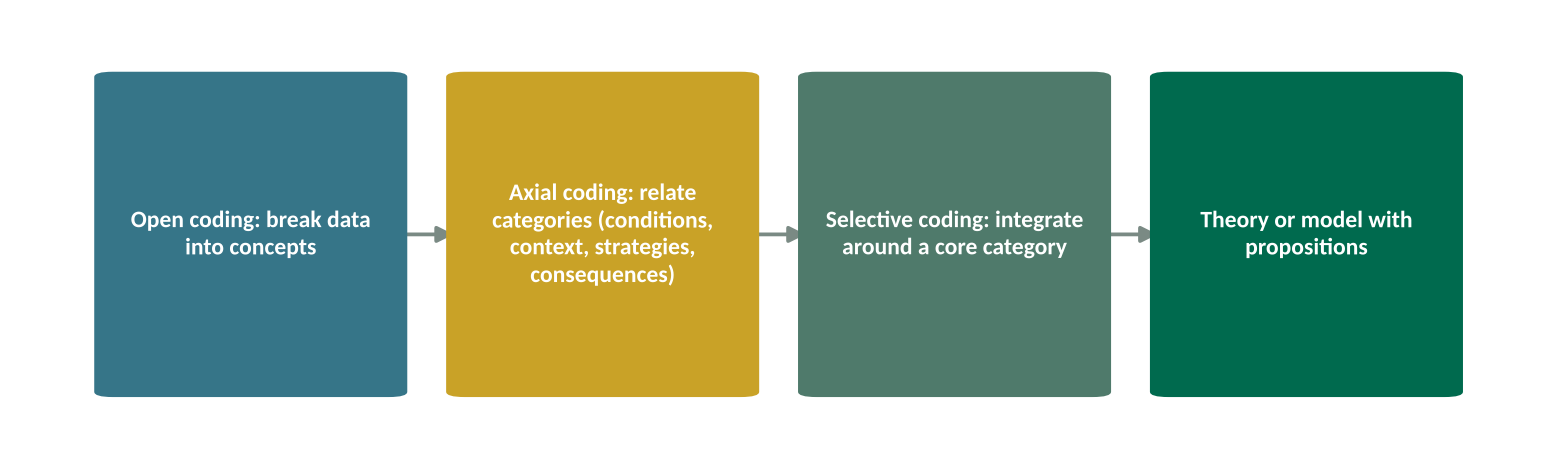 Open coding: break data
into concepts
Axial coding: relate
categories (conditions,
context, strategies,
consequences)
Selective coding: integrate
around a core category
Theory or model with
propositions